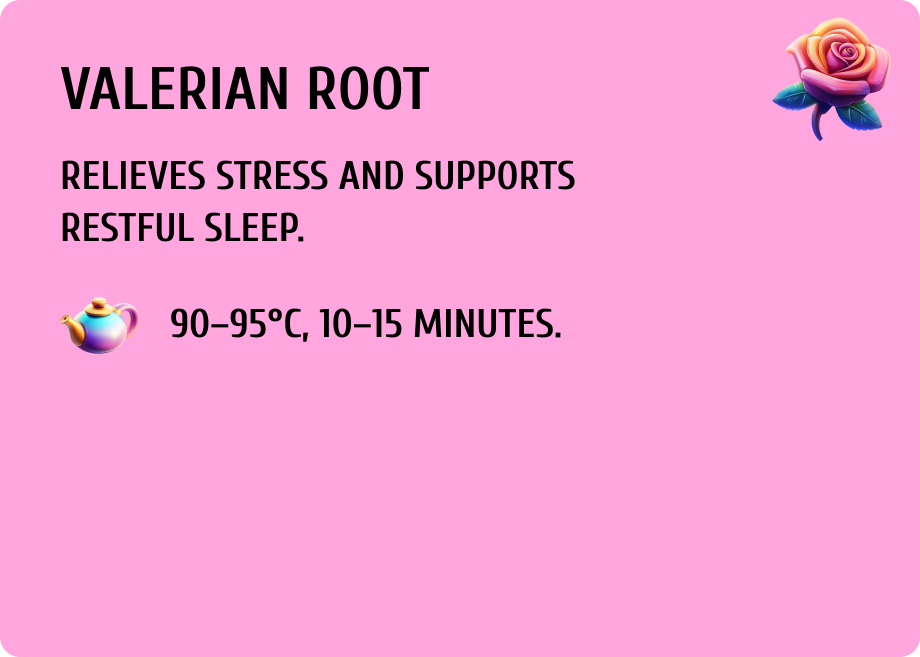 VALERIAN ROOT
RELIEVES STRESS AND SUPPORTS
RESTFUL SLEEP.
90–95°C, 10–15 MINUTES.